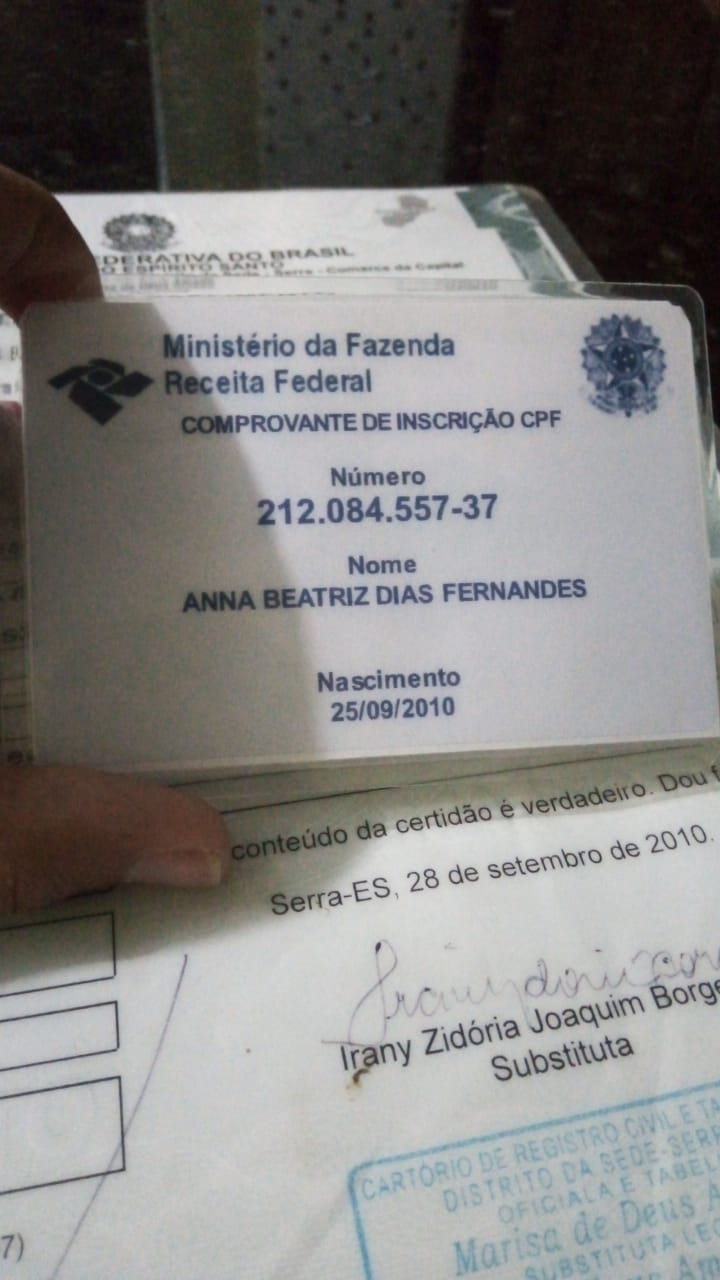 DERATIVA DO BRASIL
O ESPÍRITO SANTO
Sede - Serra - Comarca da Capital
Ministério da Fazenda
Receita Federal
COMPROVANTE DE INSCRIÇÃO CPF
Número
212.084.557-37
Nome
ANNA BEATRIZ DIAS FERNANDES
Nascimento
25/09/2010
conteúdo da certidão é verdadeiro. Dou f
Serra-ES, 28 de setembro de 2010.
Irany Zidória Joaquim Borge
Substituta
CARTÓRIO DE REGISTRO CIVIL E TA
DISTRITO DA SEDE-SERR
OFICIALA E TABEL
Marisa de Deus A
SUBSTITUTA LEG
Am
7)